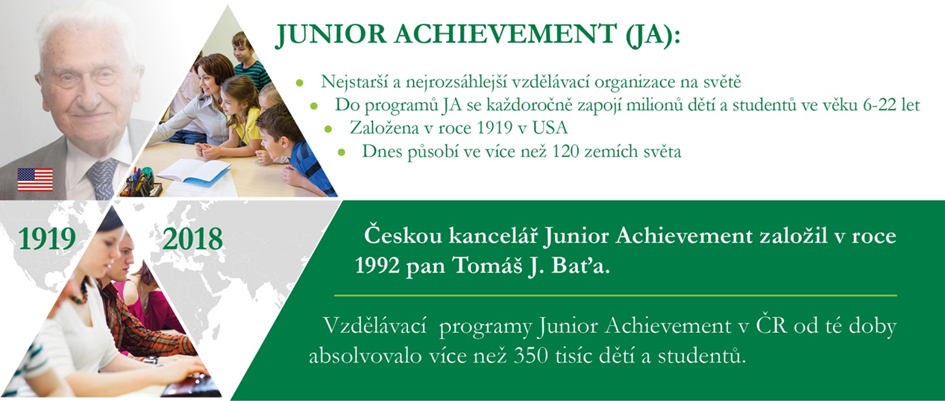 JUNIOR ACHIEVEMENT (JA):
Nejstarší a nejrozsáhlejší vzdělávací organizace na světě
Do programů JA se každoročně zapojí milionů dětí a studentů ve věku 6-22 let
Založena v roce 1919 v USA
Dnes působí ve více než 120 zemích světa
1919
2018
Českou kancelář Junior Achievement založil v roce
1992 pan Tomáš J. Baťa.
Vzdělávací programy Junior Achievement v ČR od té doby
absolvovalo více než 350 tisíc dětí a studentů.